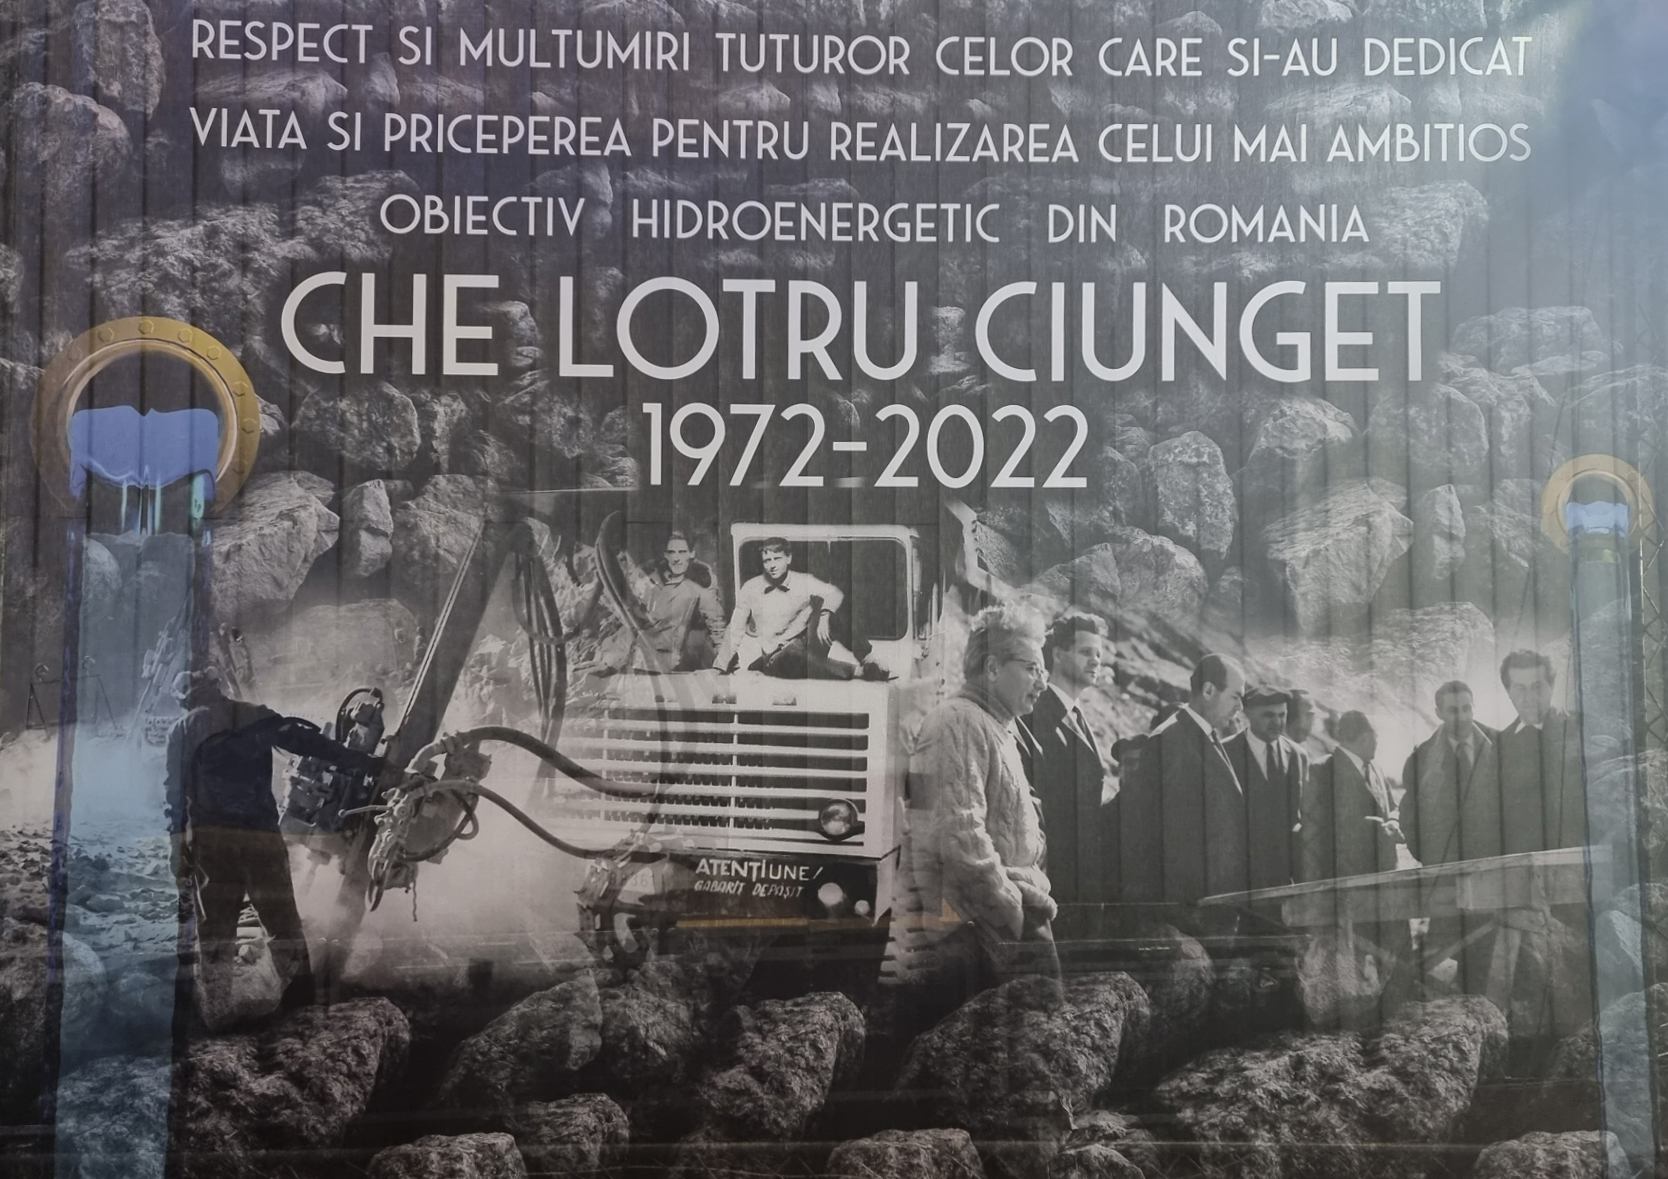 RESPECT SI MULTUMIRI TUTUROR CELOR CARE SI-AU DEDICAT
VIATA SI PRICEPEREA PENTRU REALIZAREA CELUI MAI AMBITIOS
OBIECTIV HIDROENERGETIC DIN ROMANIA
CHE LOTRU CIUNGET
1972-2022
ATENȚIUNE!
GABARIT DEPĂȘIT